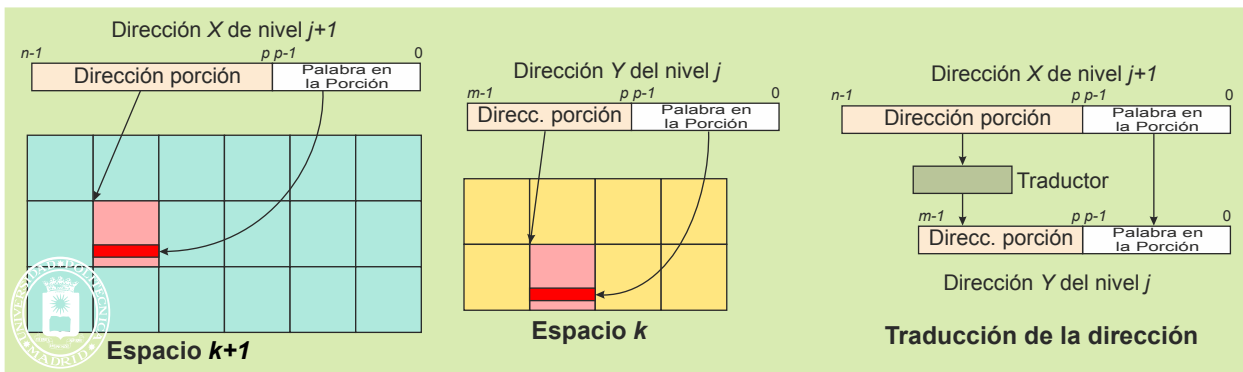 Dirección X de nivel j+1
n-1 p p-1 0
Dirección porción
Palabra en
la Porción
Espacio k+1
Dirección Y del nivel j
m-1 p p-1 0
Direcc. porción
Palabra en
la Porción
Espacio k
Dirección X de nivel j+1
n-1 p p-1 0
Dirección porción
Palabra en
la Porción
Traductor
m-1 p p-1 0
Direcc. porción
Palabra en
la Porción
Dirección Y del nivel j
Traducción de la dirección
UNIVERSIDAD POLITÉCNICA
MADRID